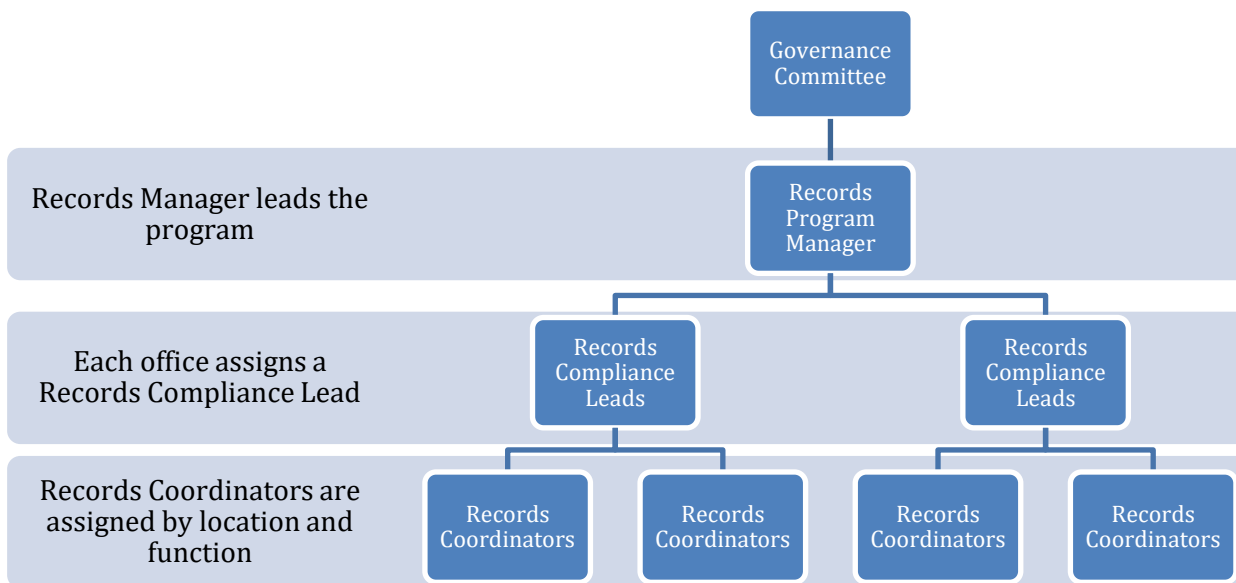 Governance
Committee
Records Manager leads the
program
Records
Program
Manager
Each office assigns a
Records Compliance Lead
Records
Compliance
Leads
Records
Compliance
Leads
Records Coordinators are
assigned by location and
function
Records
Coordinators
Records
Coordinators
Records
Coordinators
Records
Coordinators